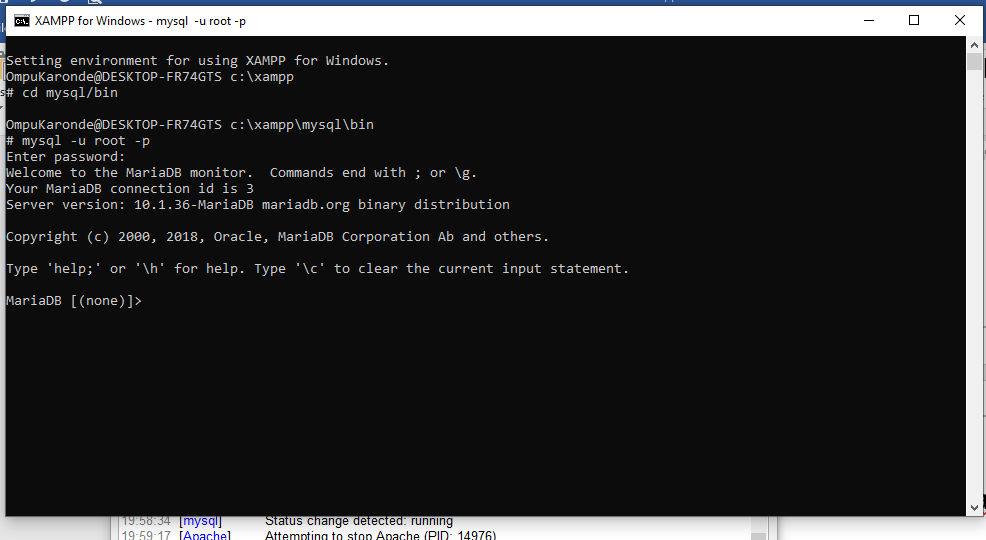 XAMPP for Windows - mysql  -u root -p
Setting environment for using XAMPP for Windows.
OmpuKaronde@DESKTOP-FR74GTS c:\xampp
# cd mysql/bin
OmpuKaronde@DESKTOP-FR74GTS c:\xampp\mysql\bin
# mysql -u root -p
Enter password:
Welcome to the MariaDB monitor.  Commands end with ; or \g.
Your MariaDB connection id is 3
Server version: 10.1.36-MariaDB mariadb.org binary distribution
Copyright (c) 2000, 2018, Oracle, MariaDB Corporation Ab and others.
Type 'help;' or '\h' for help. Type '\c' to clear the current input statement.
MariaDB [(none)]>
19:58:34 [mysql] Status change detected: running
19:59:17 [Apache] Attempting to stop Apache (PID: 14976)